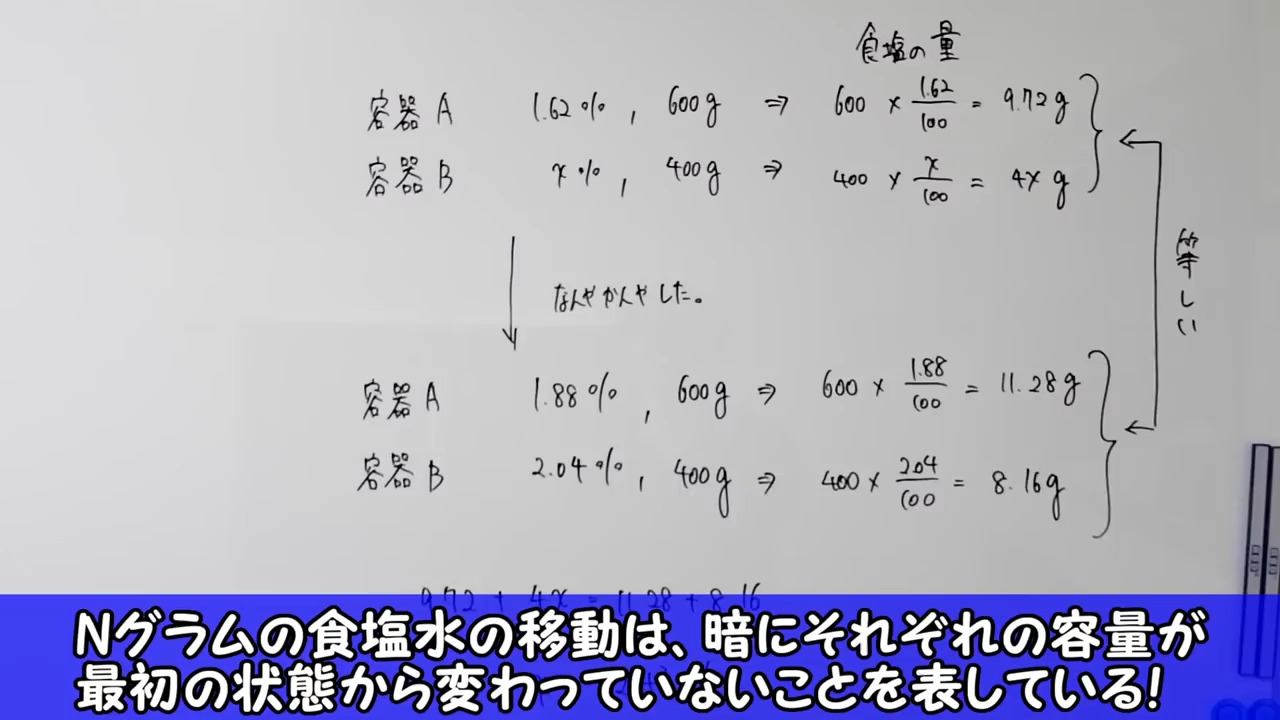 食塩の量
容器A 1.62%, 600g ⇒ 600 × 1.62/100 = 9.72g
容器B x%, 400g ⇒ 400 × x/100 = 4x g
なんやかんやした。
等しい
容器A 1.88%, 600g ⇒ 600 × 1.88/100 = 11.28g
容器B 2.04%, 400g ⇒ 400 × 2.04/100 = 8.16g
9.72 + 4x = 11.28 + 8.16
Nグラムの食塩水の移動は、暗にそれぞれの容量が
最初の状態から変わっていないことを表している!